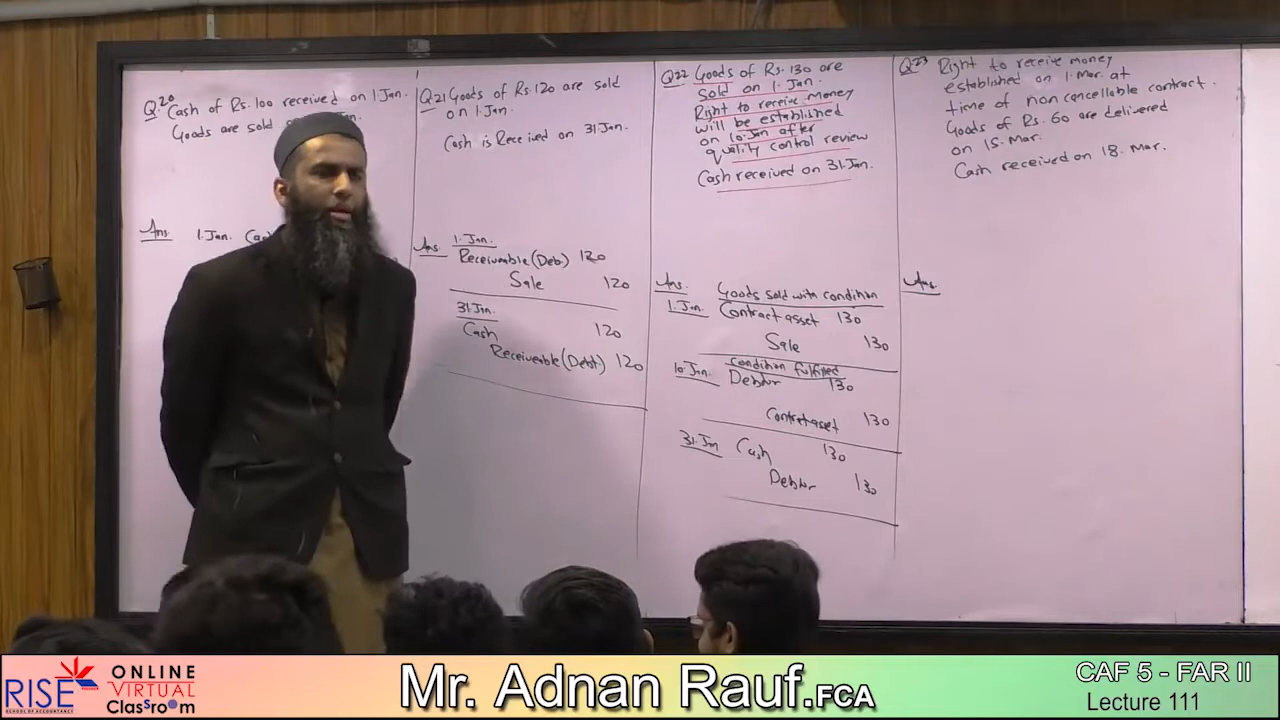 Q.20 Cash of Rs. 100 received on 1 Jan.
Goods are sold Jan.
Ans. 1. Jan.
Q.21 Goods of Rs. 120 are sold
on 1. Jan.
Cash is Received on 31. Jan.
Ans. 1. Jan.
Receiveable (Deb.) 120
Sale 120
31. Jan.
Cash 120
Receiveable (Debt.) 120
Q.22 Goods of Rs. 130 are
sold on 1. Jan.
Right to receive money
will be established
on 10. Jan after
quality control review
Cash received on 31. Jan.
Ans. Goods sold with condition
1. Jan. Contract asset 130
Sale 130
condition fulfilled
10. Jan. Debtor 130
Contract asset 130
31. Jan Cash 130
Debtor 130
Q.23 Right to receive money
established on 1. Mar. at
time of non cancellable contract.
Goods of Rs. 60 are delivered
on 15. Mar.
Cash received on 18. Mar.
Ans.
RISE
SCHOOL OF ACCOUNTANCY
ONLINE
VIRTUAL
ClaSsroom
Mr. Adnan Rauf.FCA
CAF 5 - FAR II
Lecture 111